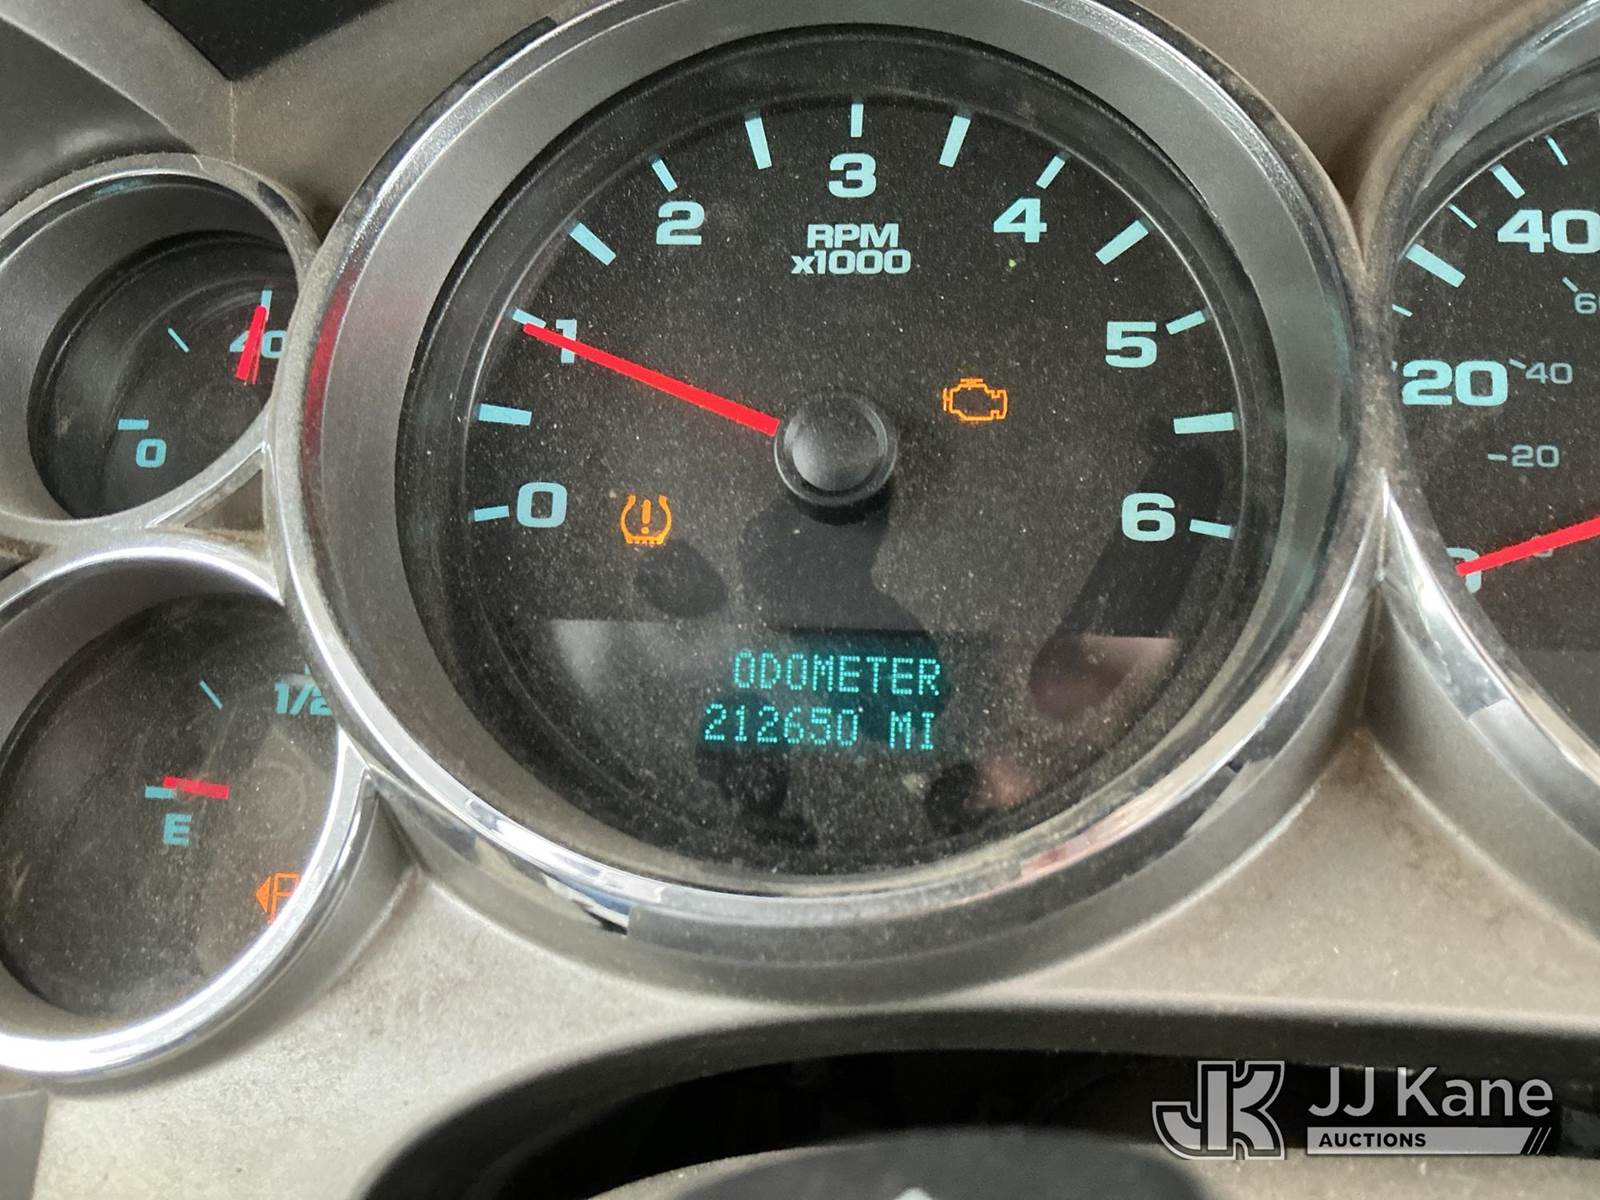 40
0
1/2
E
0
1
2
3
4
5
6
RPM
x1000
ODOMETER
212650 MI
40
20
40
20
JJ Kane
AUCTIONS